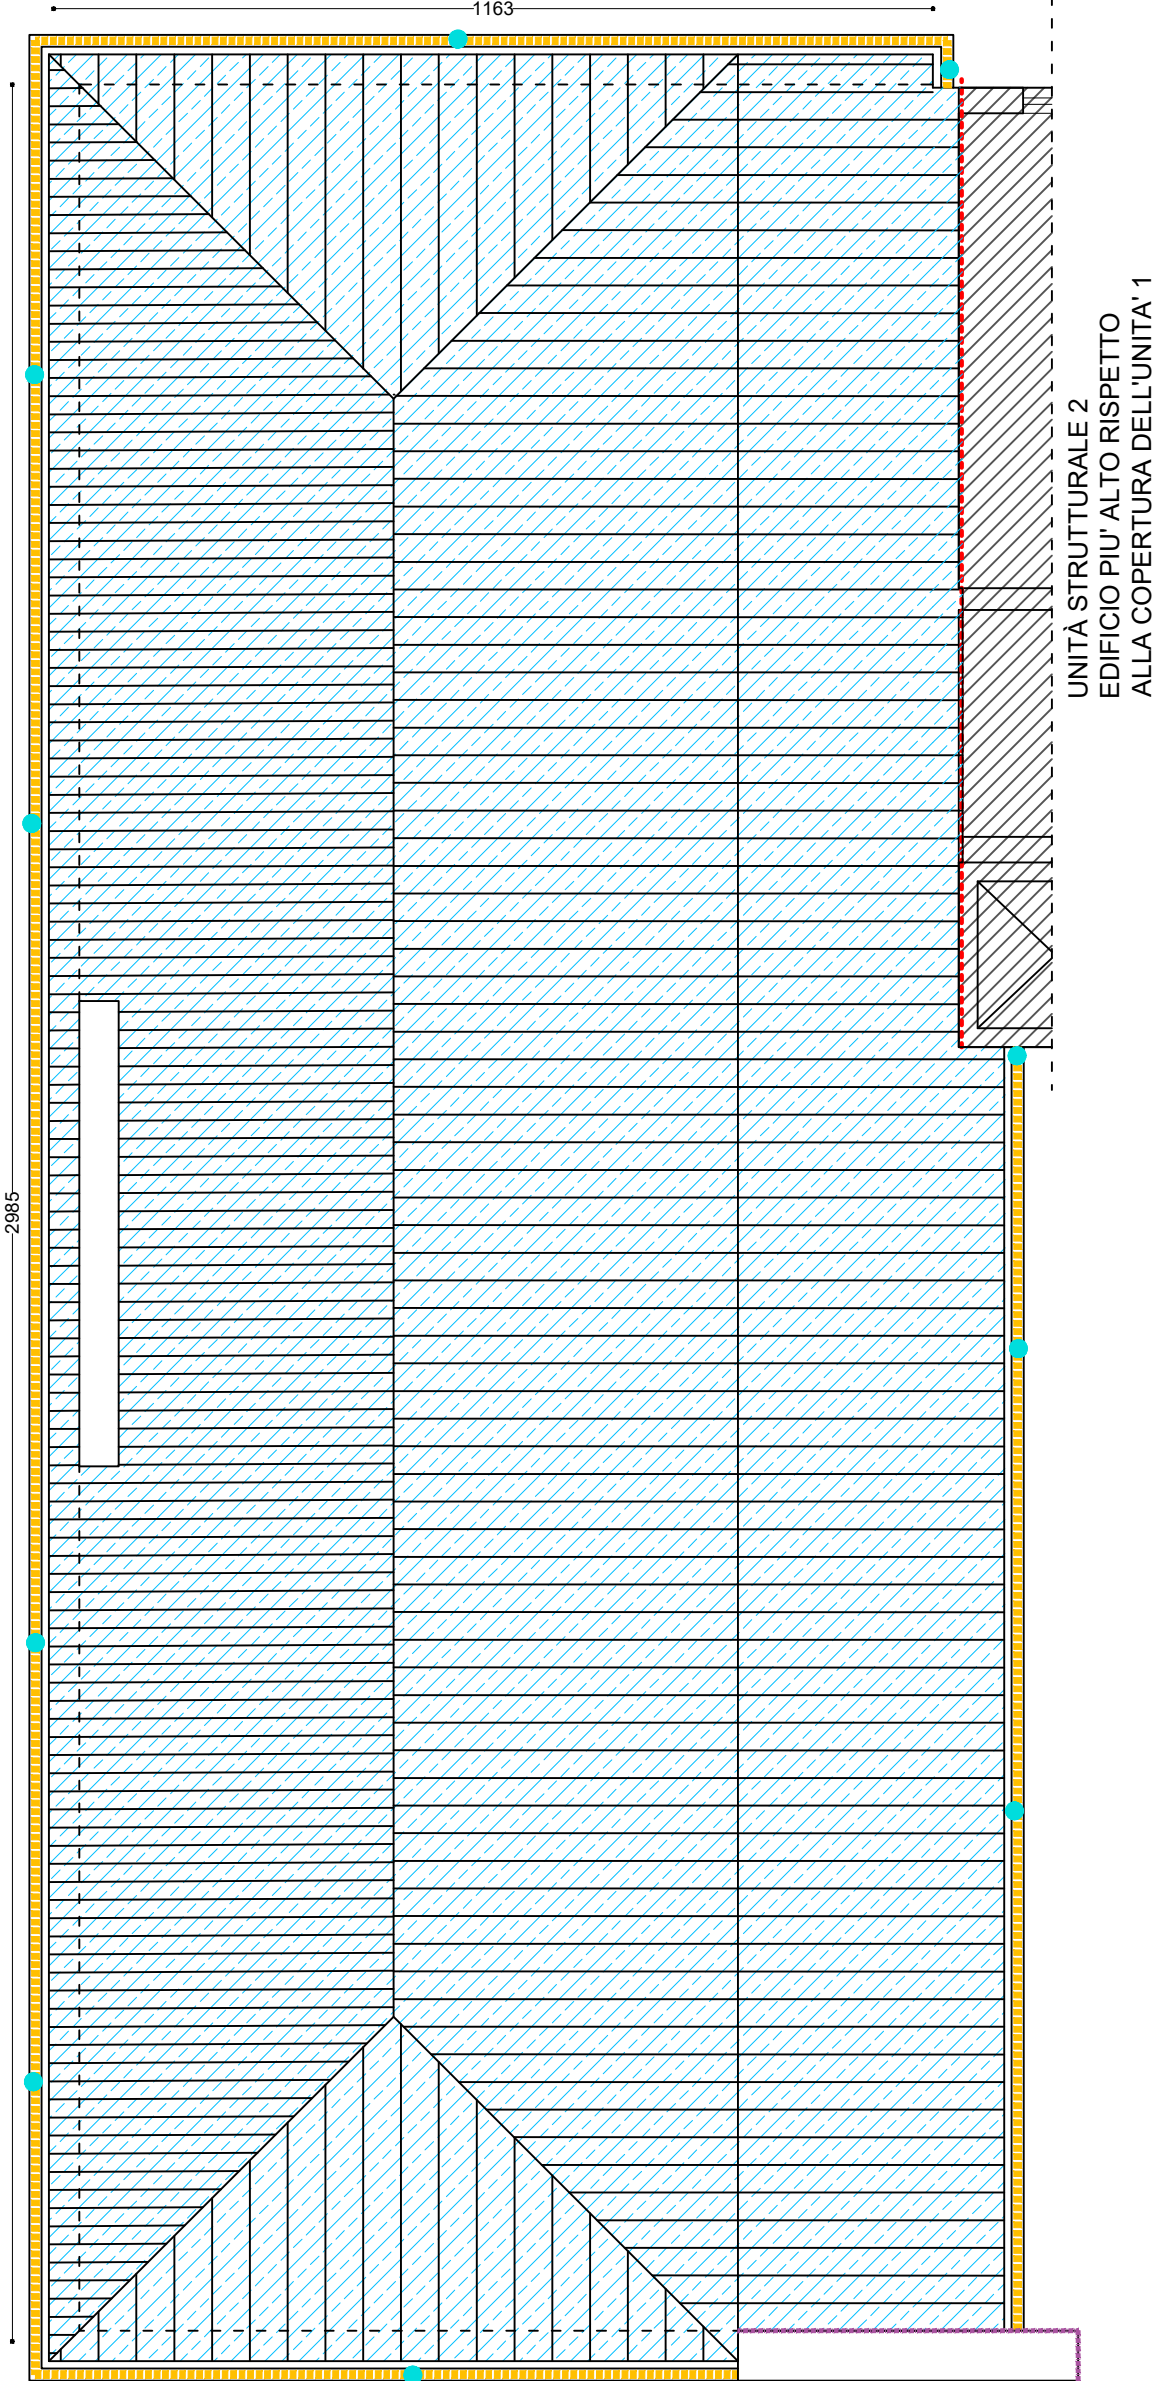 1163
2985
UNITÀ STRUTTURALE 2
EDIFICIO PIU' ALTO RISPETTO
ALLA COPERTURA DELL'UNITA' 1